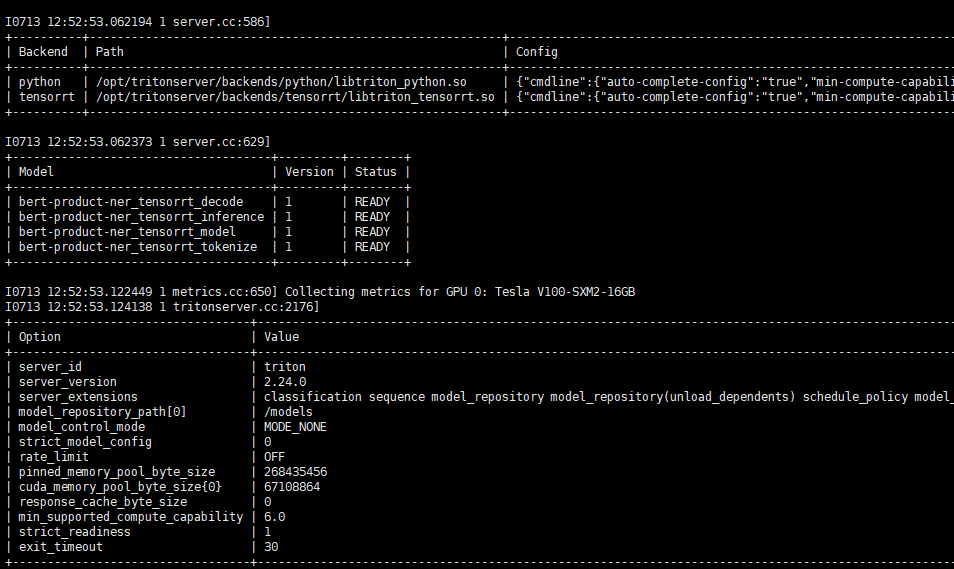 I0713 12:52:53.062194 1 server.cc:586]
+----------+----------------------------------------------------------+
| Backend | Path | Config
+----------+----------------------------------------------------------+
| python | /opt/tritonserver/backends/python/libtriton_python.so | {"cmdline":{"auto-complete-config":"true","min-compute-capabili
| tensorrt | /opt/tritonserver/backends/tensorrt/libtriton_tensorrt.so | {"cmdline":{"auto-complete-config":"true","min-compute-capabili
+----------+----------------------------------------------------------+
I0713 12:52:53.062373 1 server.cc:629]
+-------------------------------------+---------+--------+
| Model | Version | Status |
+-------------------------------------+---------+--------+
| bert-product-ner_tensorrt_decode | 1 | READY |
| bert-product-ner_tensorrt_inference | 1 | READY |
| bert-product-ner_tensorrt_model | 1 | READY |
| bert-product-ner_tensorrt_tokenize | 1 | READY |
+-------------------------------------+---------+--------+
I0713 12:52:53.122449 1 metrics.cc:650] Collecting metrics for GPU 0: Tesla V100-SXM2-16GB
I0713 12:52:53.124138 1 tritonserver.cc:2176]
+----------------------------------+
| Option | Value
+----------------------------------+
| server_id | triton
| server_version | 2.24.0
| server_extensions | classification sequence model_repository model_repository(unload_dependents) schedule_policy model_
| model_repository_path[0] | /models
| model_control_mode | MODE_NONE
| strict_model_config | 0
| rate_limit | OFF
| pinned_memory_pool_byte_size | 268435456
| cuda_memory_pool_byte_size{0} | 67108864
| response_cache_byte_size | 0
| min_supported_compute_capability | 6.0
| strict_readiness | 1
| exit_timeout | 30
+----------------------------------+